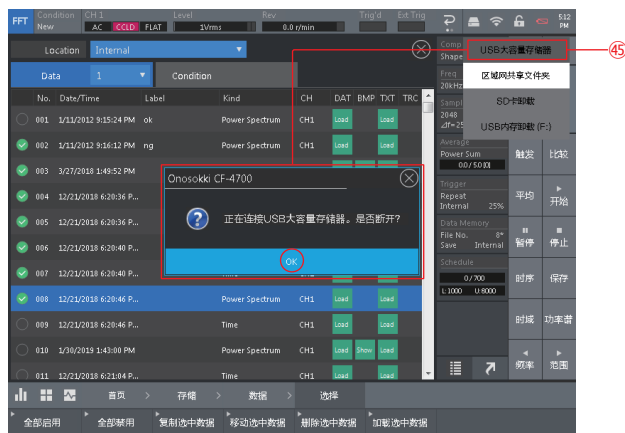 FFT Condition CH 1 Level Rev Trig'd Ext Trig 5:12
New AC CCLD FLAT 1Vrms 0.0 r/min PM
Location Internal
Data 1 Condition
No. Date/Time Label Kind CH DAT BMP TXT TRC
001 1/11/2012 9:15:24 PM ok Power Spectrum CH1 Load Load
002 1/11/2012 9:16:12 PM ng Power Spectrum CH1 Load Load
003 3/27/2018 1:49:52 PM
004 12/21/2018 6:20:36 P...
005 12/21/2018 6:20:36 P...
006 12/21/2018 6:20:40 P...
007 12/21/2018 6:20:40 P... Time CH1 Load Load
008 12/21/2018 6:20:46 P... Power Spectrum CH1 Load Load
009 12/21/2018 6:20:46 P... Time CH1 Load Load
010 1/30/2019 1:43:00 PM Power Spectrum CH1 Load Show Load
011 12/21/2018 6:21:04 P... Time CH1 Load Load
Onosokki CF-4700
正在连接USB大容量存储器。是否断开?
OK
USB大容量存储器
区域网共享文件夹
SD卡卸载
USB内存卸载 (F:)
45
Comp
Shape
Freq
20kHz
Sampl
2048
Δf=25
Average
Power Sum
0.0 / 5.0 [0]
Trigger
Repeat
Internal 25%
Data Memory
File No. 8*
Save Internal
Schedule
0 / 700
L:1000 U:8000
触发 比较
平均 开始
暂停 停止
时序 保存
时域 功率谱
频率 范围
首页 > 存储 > 数据 > 选择
全部启用 全部禁用 复制选中数据 移动选中数据 删除选中数据 加载选中数据